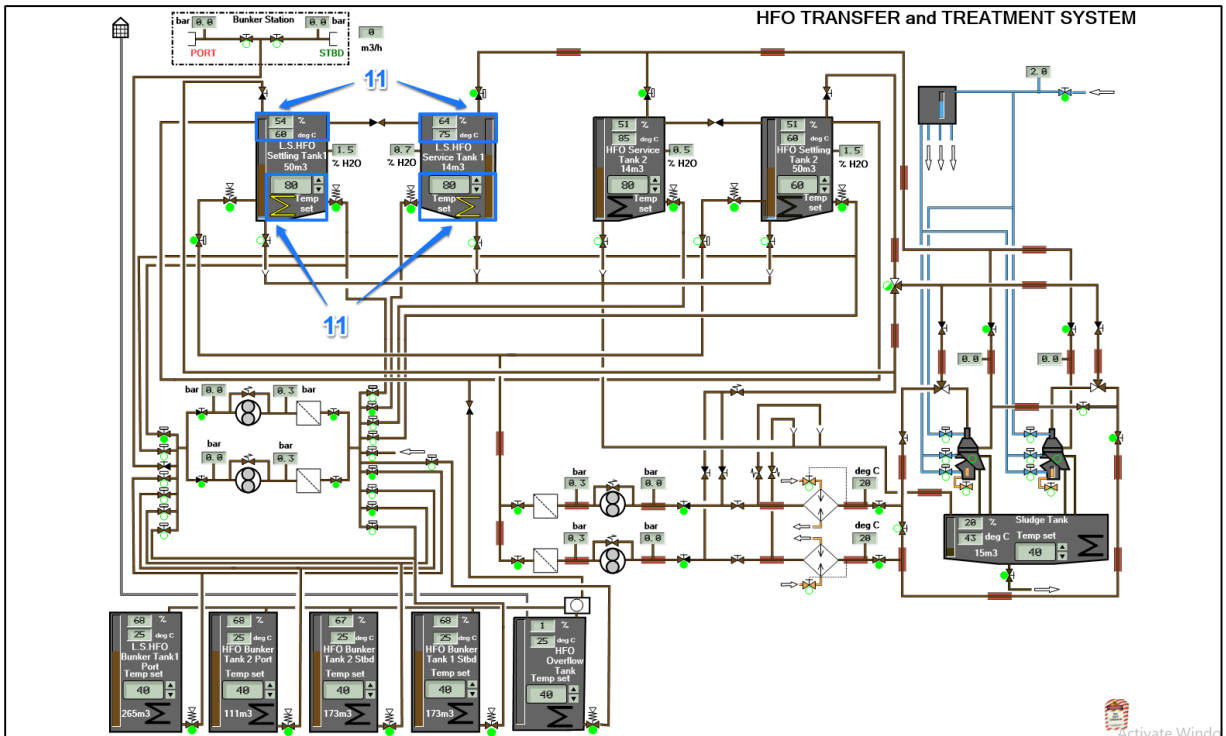 HFO TRANSFER and TREATMENT SYSTEM
bar 0.0 Bunker Station 0.0 bar
PORT STBD
0
m3/h
11
2.0
54 %
60 deg C
L.S.HFO
Settling Tank1
50m3
80
Temp
set
1.5
% H2O
0.7
% H2O
64 %
75 deg C
L.S.HFO
Service Tank 1
14m3
80
Temp
set
51 %
85 deg C
HFO Service
Tank 2
14m3
80
Temp
set
0.5
% H2O
51 %
60 deg C
HFO Settling
Tank 2
50m3
60
Temp
set
1.5
% H2O
11
0.0 0.0
bar 0.0 0.3 bar
bar bar
0.0 0.3
bar bar deg C
0.3 0.0 20
bar bar deg C
0.3 0.0 20
20 % Sludge Tank
43 deg C Temp set
15m3 40
68 %
25 deg C
L.S.HFO
Bunker Tank1
Port
Temp set
40
265m3
68 %
25 deg C
HFO Bunker
Tank 2 Port
Temp set
40
111m3
67 %
25 deg C
HFO Bunker
Tank 2 Stbd
Temp set
40
173m3
68 %
25 deg C
HFO Bunker
Tank 1 Stbd
Temp set
40
173m3
1 %
25 deg C
HFO
Overflow
Tank
Temp set
40
Activate Windo